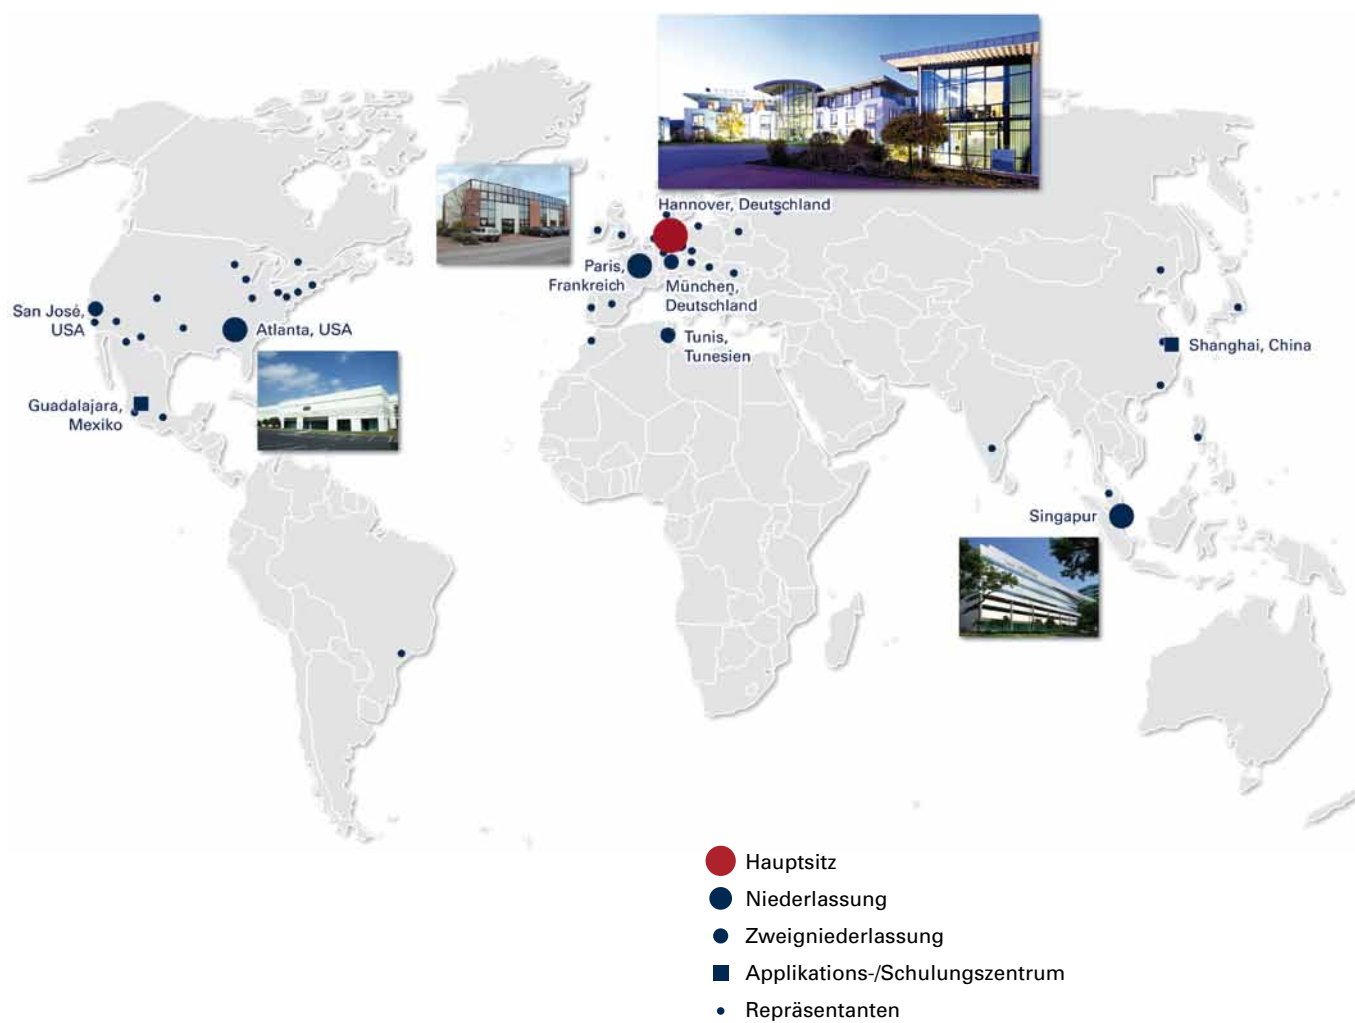 Hannover, Deutschland
Paris,
Frankreich
München,
Deutschland
San José,
USA
Atlanta, USA
Tunis,
Tunesien
Shanghai, China
Guadalajara,
Mexiko
Singapur
Hauptsitz
Niederlassung
Zweigniederlassung
Applikations-/Schulungszentrum
Repräsentanten